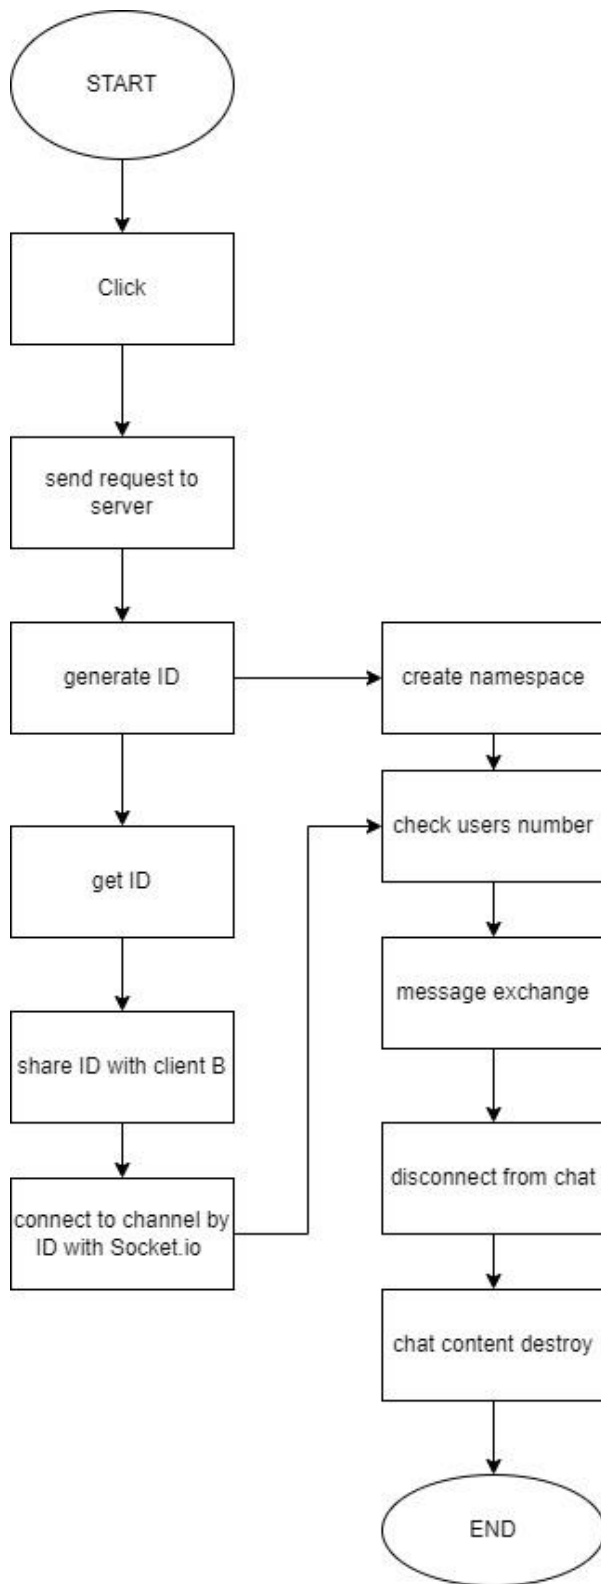 START
Click
send request to
server
generate ID
create namespace
check users number
get ID
message exchange
share ID with client B
disconnect from chat
connect to channel by
ID with Socket.io
chat content destroy
END